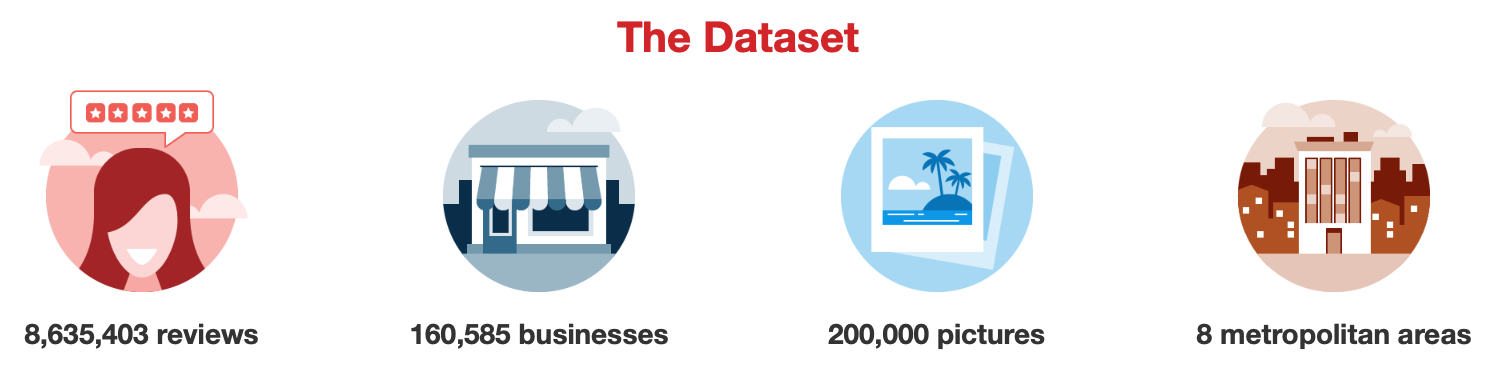 The Dataset
8,635,403 reviews
160,585 businesses
200,000 pictures
8 metropolitan areas